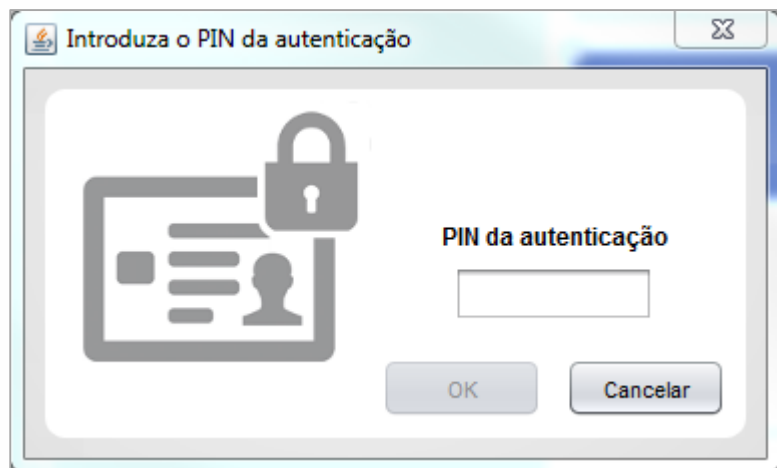 Introduza o PIN da autenticação
PIN da autenticação
OK
Cancelar